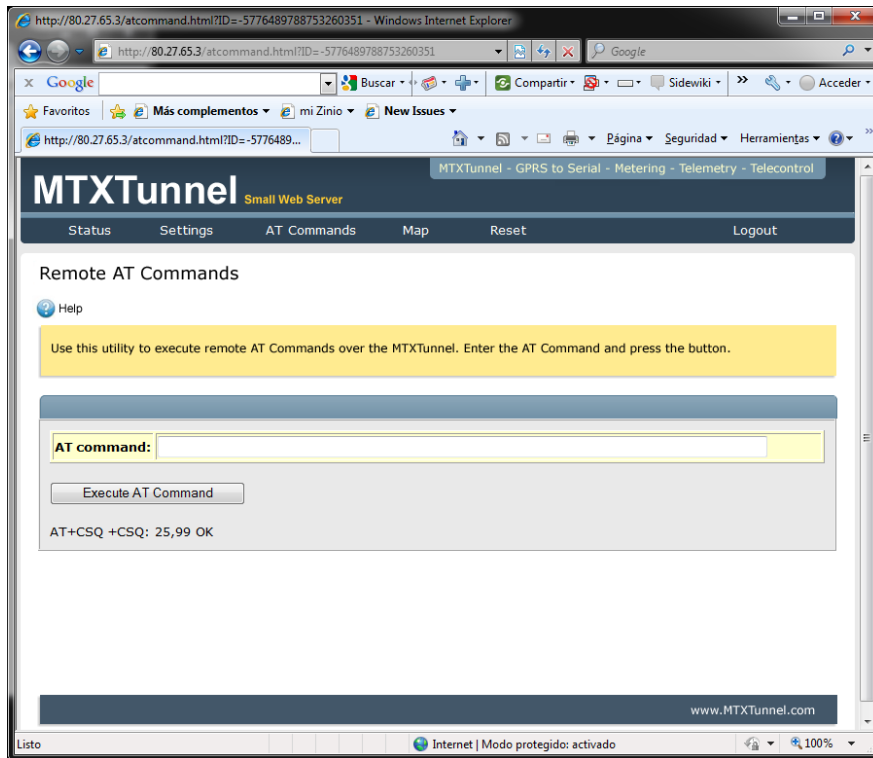 http://80.27.65.3/atcommand.html?ID=-5776489788753260351 - Windows Internet Explorer
http://80.27.65.3/atcommand.html?ID=-5776489788753260351 Google
x Google Buscar Compartir Sidewiki » Acceder
Favoritos Más complementos mi Zinio New Issues
http://80.27.65.3/atcommand.html?ID=-5776489... Página Seguridad Herramientas »
MTXTunnel - GPRS to Serial - Metering - Telemetry - Telecontrol
MTXTunnel Small Web Server
Status Settings AT Commands Map Reset Logout
Remote AT Commands
Help
Use this utility to execute remote AT Commands over the MTXTunnel. Enter the AT Command and press the button.
AT command:
Execute AT Command
AT+CSQ +CSQ: 25,99 OK
www.MTXTunnel.com
Listo Internet | Modo protegido: activado 100%